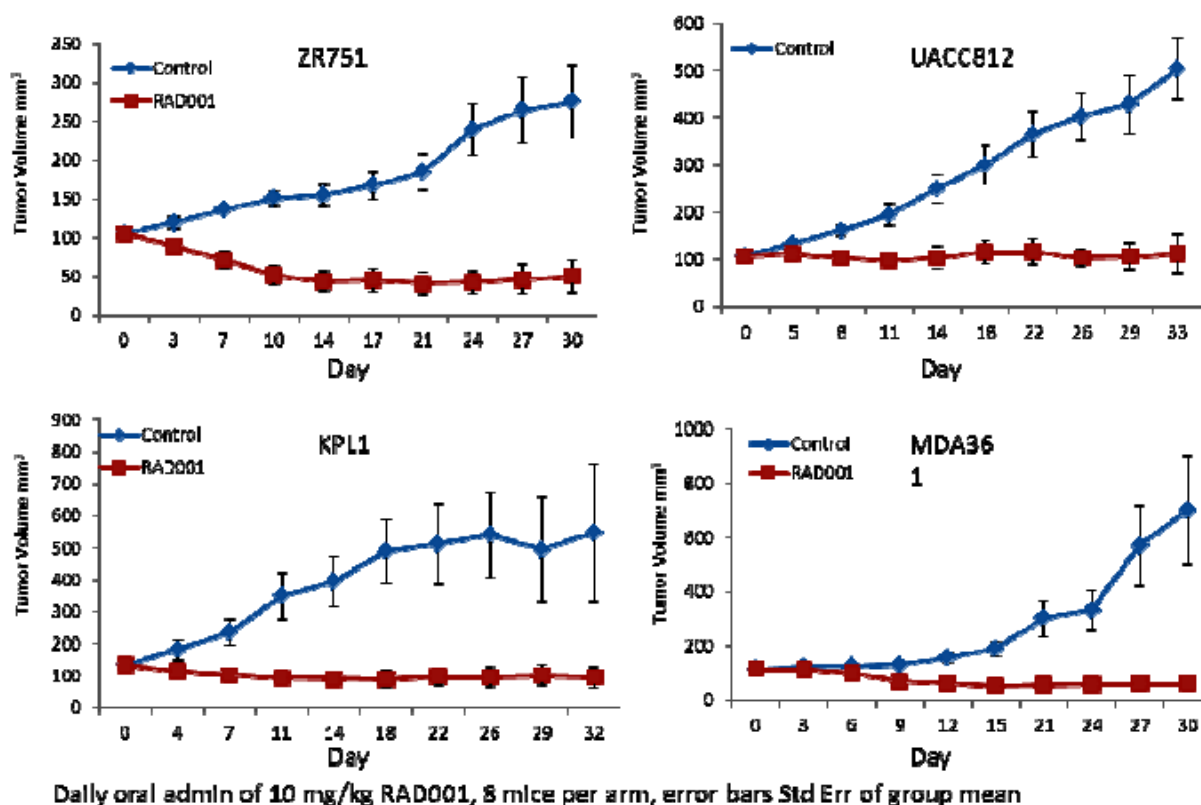 ZR751
Control
RAD001
Tumor Volume mm³
350
300
250
200
150
100
50
0
0 3 7 10 14 17 21 24 27 30
Day
UACC812
Control
Tumor Volume mm³
600
500
400
300
200
100
0
0 5 8 11 14 18 22 26 29 33
Day
KPL1
Control
RAD001
Tumor Volume mm³
900
800
700
600
500
400
300
200
100
0
0 4 7 11 14 18 22 26 29 32
Day
MDA36
1
Control
RAD001
Tumor Volume mm³
1000
800
600
400
200
0
0 3 6 9 12 15 21 24 27 30
Day
Daily oral admin of 10 mg/kg RAD001, 8 mice per arm, error bars Std Err of group mean